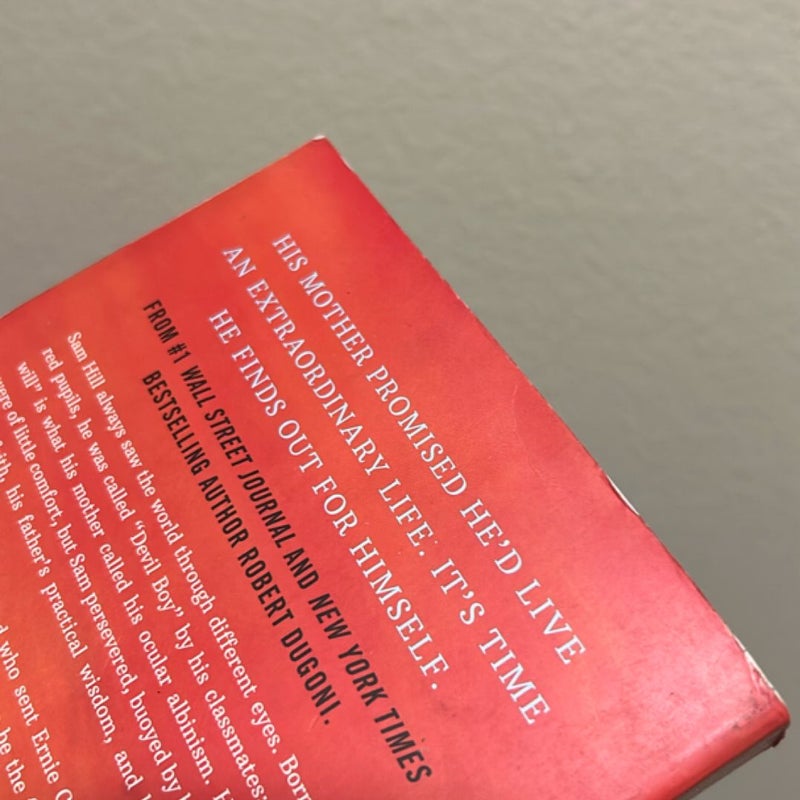 HIS MOTHER PROMISED HE'D LIVE
AN EXTRAORDINARY LIFE. IT'S TIME
HE FINDS OUT FOR HIMSELF.
FROM #1 WALL STREET JOURNAL AND NEW YORK TIMES
BESTSELLING AUTHOR ROBERT DUGONI.
Sam Hill always saw the world through different eyes. Born
red pupils, he was called “Devil Boy” by his classmates;
will” is what his mother called his ocular albinism.
were of little comfort, but Sam persevered, buoyed by
his father's practical wisdom, and
who sent Ernie
be the